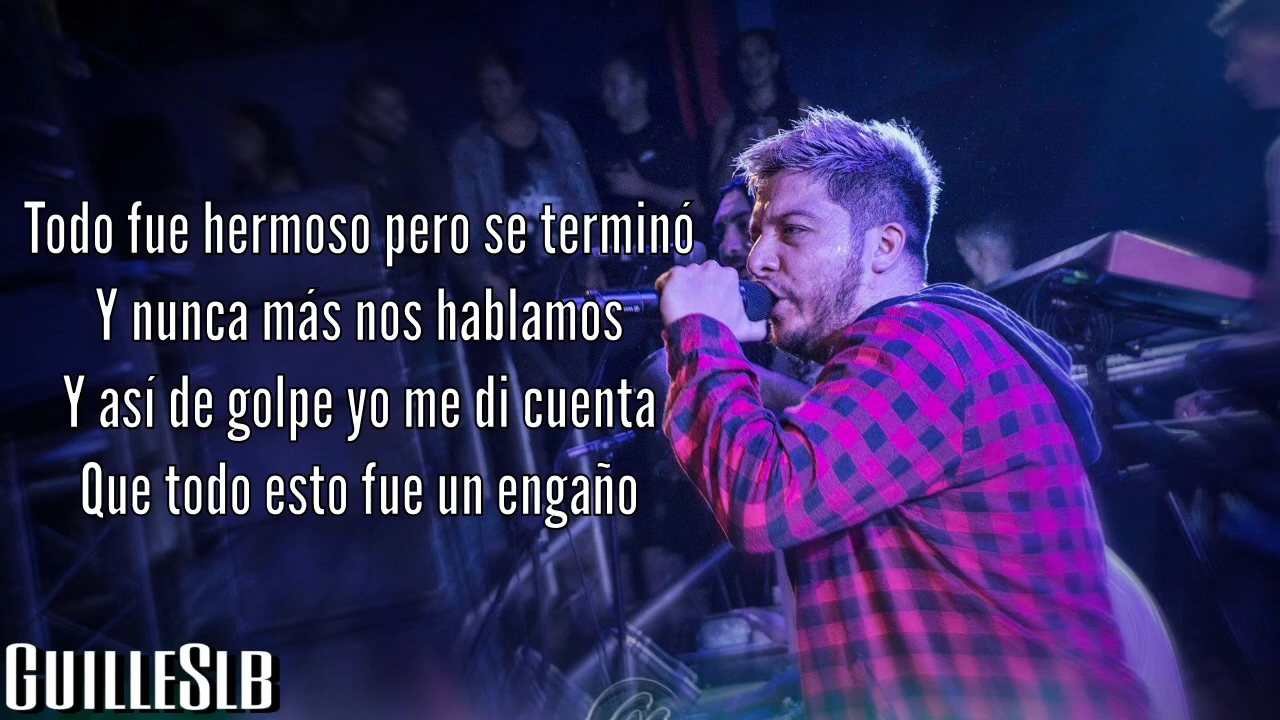 Todo fue hermoso pero se terminó
Y nunca más nos hablamos
Y así de golpe yo me di cuenta
Que todo esto fue un engaño
GUILLESLB